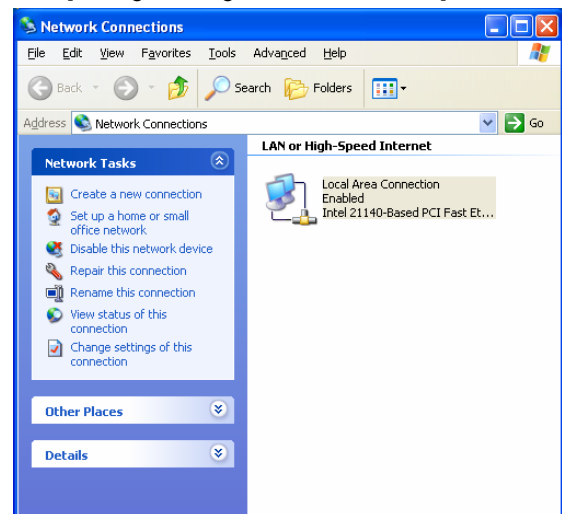 Network Connections
File Edit View Favorites Tools Advanced Help
Back Search Folders
Address Network Connections Go
Network Tasks
Create a new connection
Set up a home or small
office network
Disable this network device
Repair this connection
Rename this connection
View status of this
connection
Change settings of this
connection
Other Places
Details
LAN or High-Speed Internet
Local Area Connection
Enabled
Intel 21140-Based PCI Fast Et...